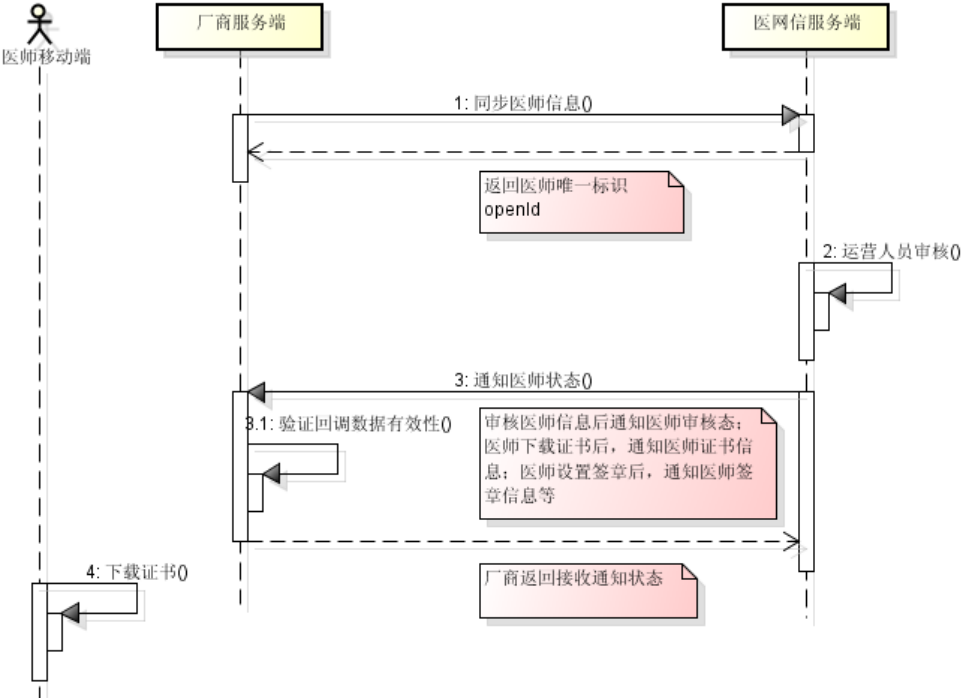 厂商服务端
医网信服务端
医师移动端
1: 同步医师信息()
返回医师唯一标识
openId
2: 运营人员审核()
3: 通知医师状态()
3.1: 验证回调数据有效性()
审核医师信息后通知医师审核态；
医师下载证书后，通知医师证书信
息；医师设置签章后，通知医师签
章信息等
4: 下载证书()
厂商返回接收通知状态